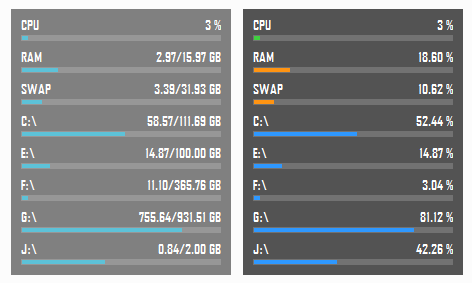 CPU 3 %
RAM 2.97/15.97 GB
SWAP 3.39/31.93 GB
C:\ 58.57/111.69 GB
E:\ 14.87/100.00 GB
F:\ 11.10/365.76 GB
G:\ 755.64/931.51 GB
J:\ 0.84/2.00 GB
CPU 3 %
RAM 18.60 %
SWAP 10.62 %
C:\ 52.44 %
E:\ 14.87 %
F:\ 3.04 %
G:\ 81.12 %
J:\ 42.26 %